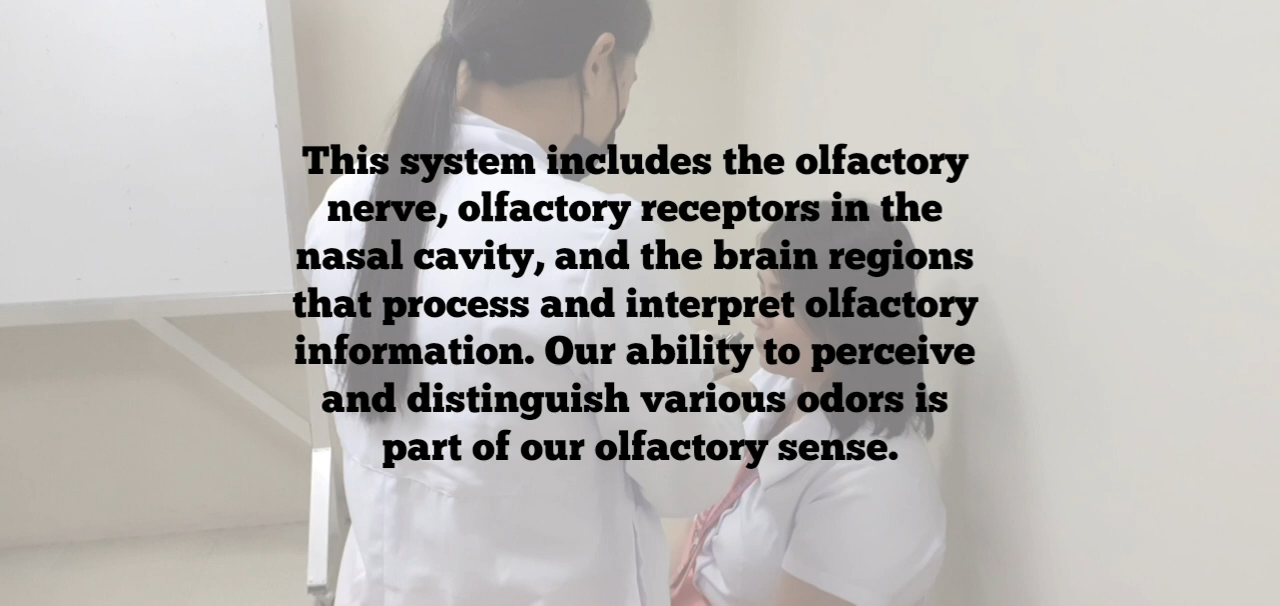 This system includes the olfactory
nerve, olfactory receptors in the
nasal cavity, and the brain regions
that process and interpret olfactory
information. Our ability to perceive
and distinguish various odors is
part of our olfactory sense.